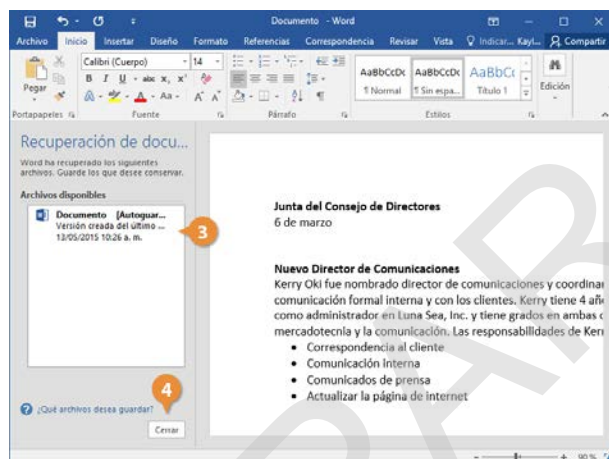 Documento - Word
Archivo Inicio Insertar Diseño Formato Referencias Correspondencia Revisar Vista Indicar... Kayl... Compartir
Calibri (Cuerpo) 14
Pegar
N K S abc x, x'
A Aa A A
AaBbCcDc AaBbCcDc AaBbCc
¶ Normal ¶ Sin espa... Título 1
Edición
Portapapeles Fuente Párrafo Estilos
Recuperación de docu...
Word ha recuperado los siguientes
archivos. Guarde los que desee conservar.
Archivos disponibles
Documento [Autoguar...
Versión creada del último ...
13/05/2015 10:26 a. m.
3
4
¿Qué archivos desea guardar?
Cerrar
Junta del Consejo de Directores
6 de marzo
Nuevo Director de Comunicaciones
Kerry Oki fue nombrado director de comunicaciones y coordinar
comunicación formal interna y con los clientes. Kerry tiene 4 año
como administrador en Luna Sea, Inc. y tiene grados en ambas c
mercadotecnia y la comunicación. Las responsabilidades de Kerr
• Correspondencia al cliente
• Comunicación interna
• Comunicados de prensa
• Actualizar la página de internet
90 %